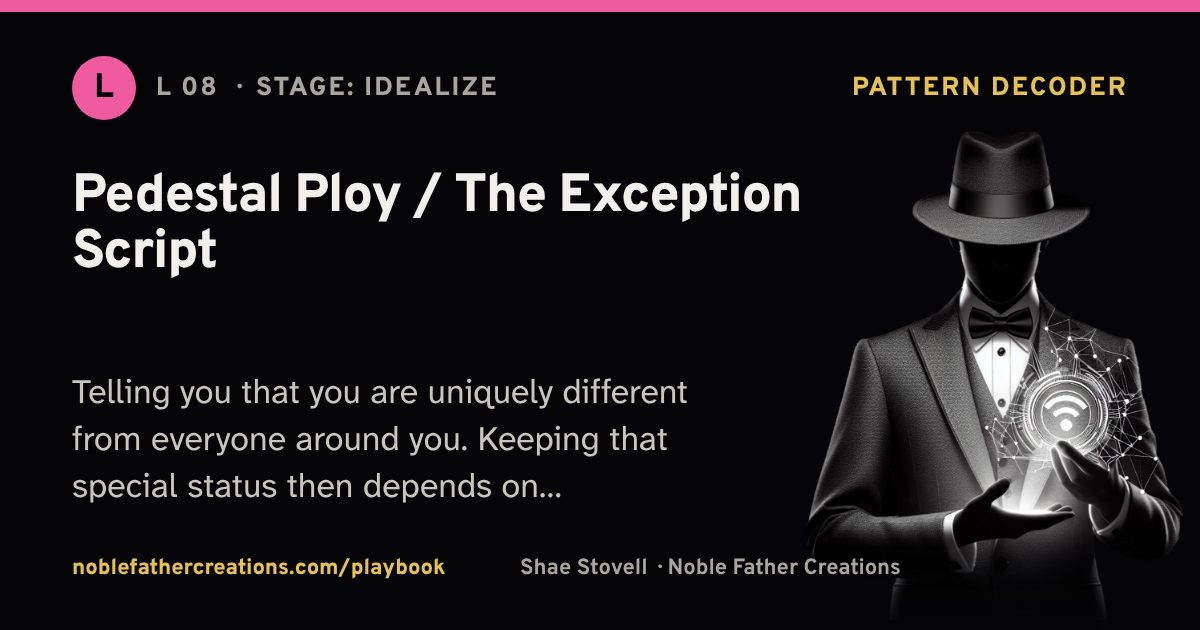 L
L 08 · STAGE: IDEALIZE
PATTERN DECODER
Pedestal Ploy / The Exception
Script
Telling you that you are uniquely different
from everyone around you. Keeping that
special status then depends on...
noblefathercreations.com/playbook
Shae Stovell · Noble Father Creations